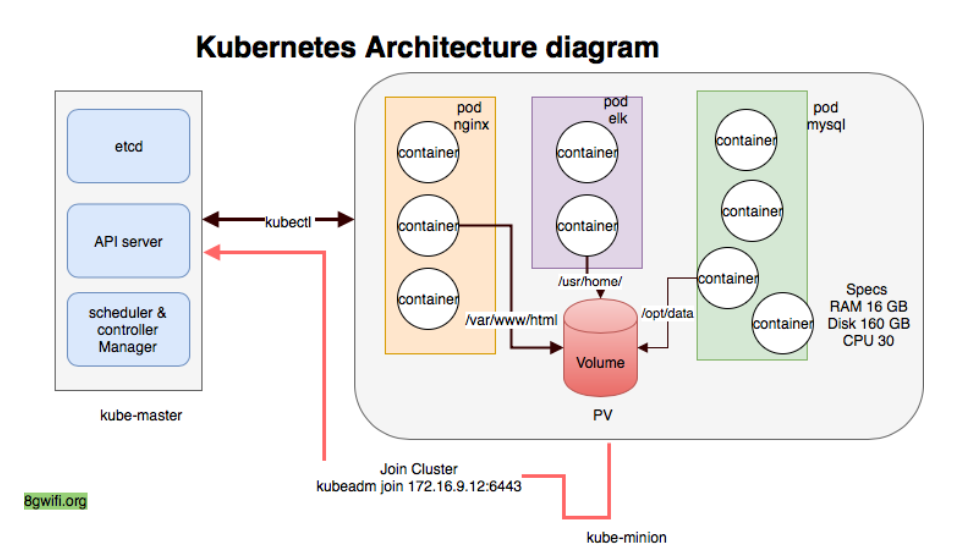 Kubernetes Architecture diagram
etcd
API server
scheduler &
controller
Manager
kube-master
kubectl
pod
nginx
container
container
container
/var/www/html
pod
elk
container
container
/usr/home/
pod
mysql
container
container
container
container
/opt/data
Volume
PV
Specs
RAM 16 GB
Disk 160 GB
CPU 30
Join Cluster
kubeadm join 172.16.9.12:6443
kube-minion
8gwifi.org